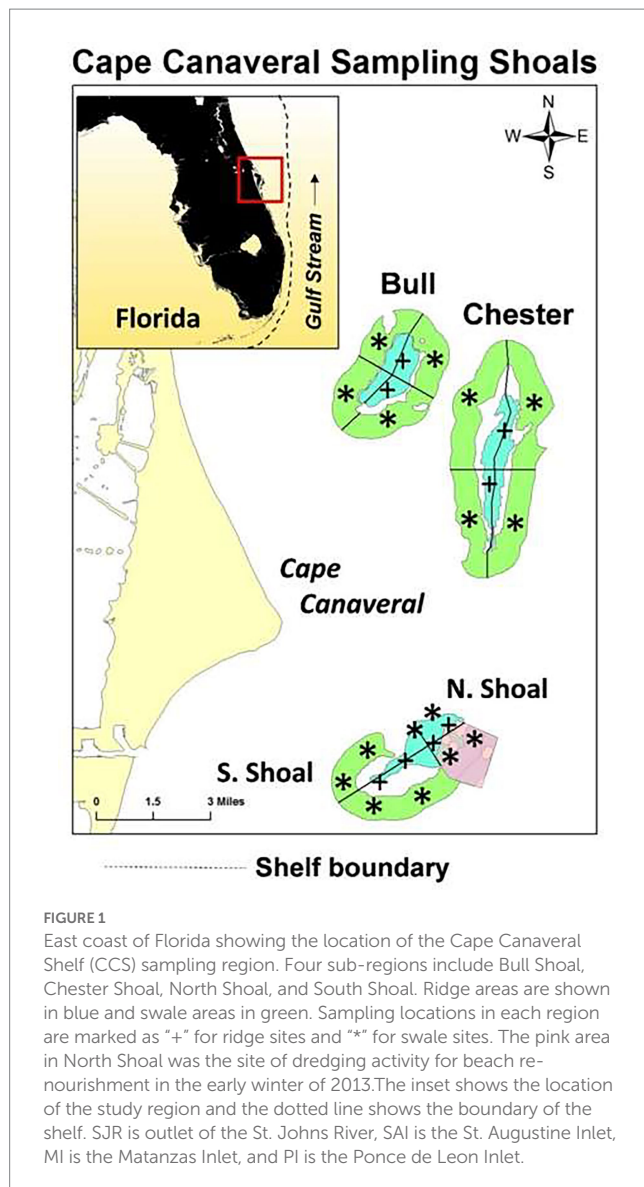 Cape Canaveral Sampling Shoals
N
W E
S
Gulf Stream
Florida
Bull
Chester
* + *
* + *
*
* + *
* + *
Cape
Canaveral
N. Shoal
S. Shoal
* * + *
* + + *
* + * *
0 1.5 3 Miles
Shelf boundary
FIGURE 1
East coast of Florida showing the location of the Cape Canaveral
Shelf (CCS) sampling region. Four sub-regions include Bull Shoal,
Chester Shoal, North Shoal, and South Shoal. Ridge areas are shown
in blue and swale areas in green. Sampling locations in each region
are marked as “+” for ridge sites and “*” for swale sites. The pink area
in North Shoal was the site of dredging activity for beach re-
nourishment in the early winter of 2013.The inset shows the location
of the study region and the dotted line shows the boundary of the
shelf. SJR is outlet of the St. Johns River, SAI is the St. Augustine Inlet,
MI is the Matanzas Inlet, and PI is the Ponce de Leon Inlet.